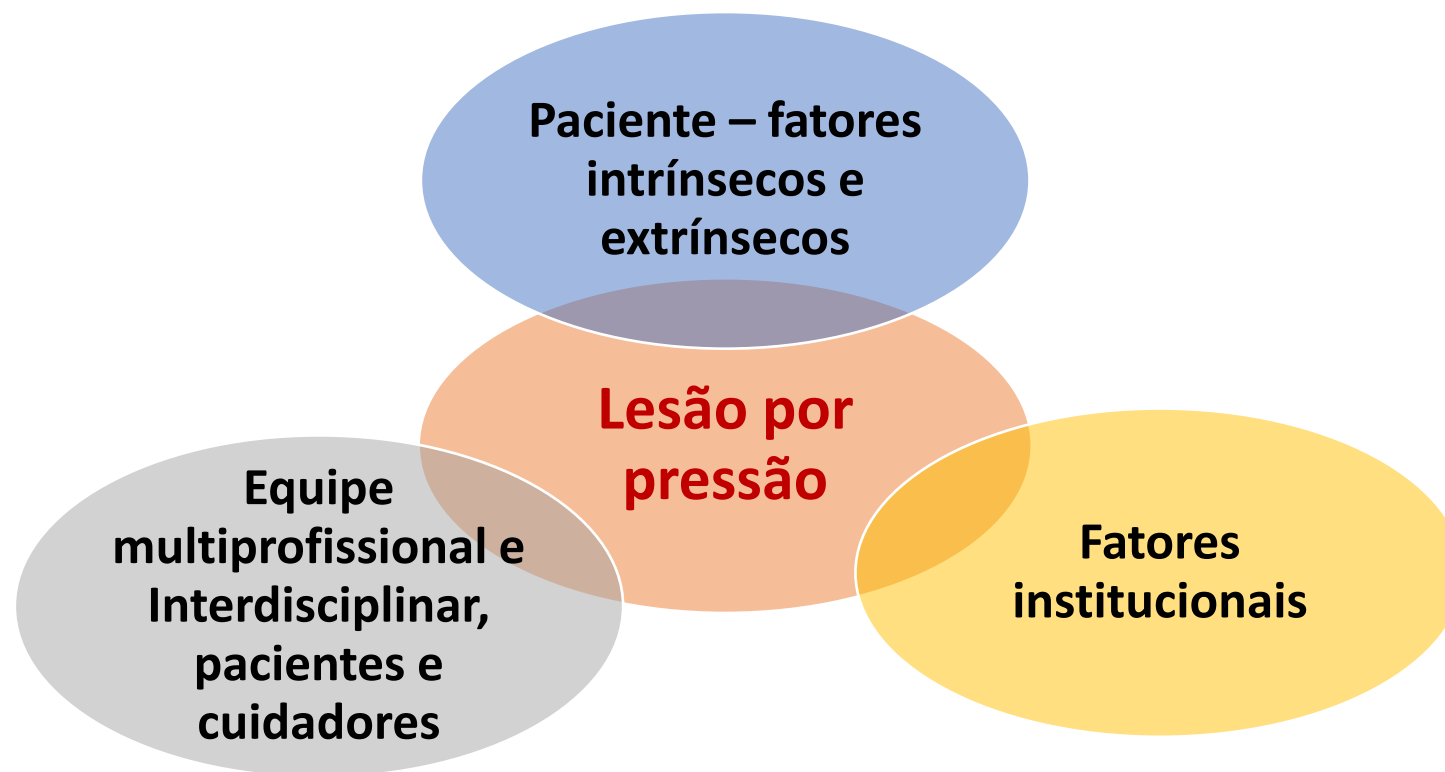 Paciente – fatores
intrínsecos e
extrínsecos
Lesão por
pressão
Equipe
multiprofissional e
Interdisciplinar,
pacientes e
cuidadores
Fatores
institucionais